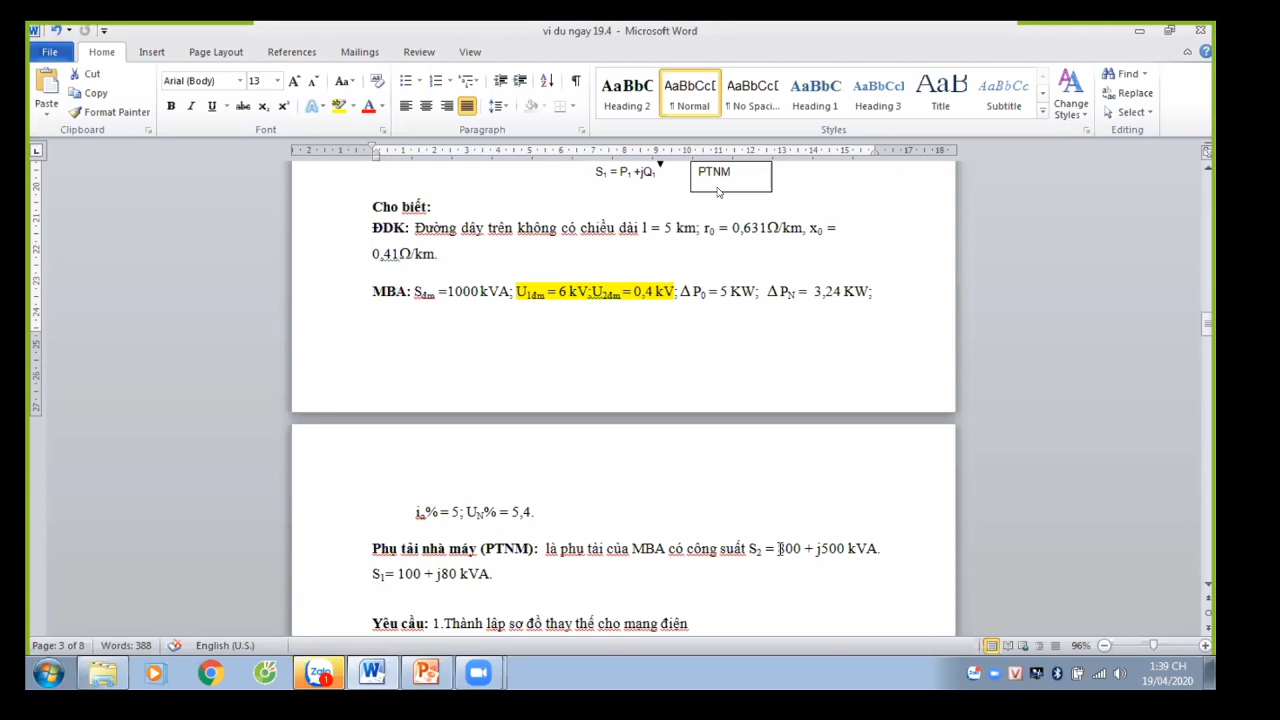 vi du ngay 19.4 - Microsoft Word
File Home Insert Page Layout References Mailings Review View
Paste
Cut
Copy
Format Painter
Clipboard
Arial (Body) 13
Font
Paragraph
AaBbC AaBbCcD AaBbCcD AaBbC AaBbCcI AaB AaBbCc
Heading 2 ¶ Normal ¶ No Spaci... Heading 1 Heading 3 Title Subtitle
Change Styles
Styles
Find
Replace
Select
Editing
S₁ = P₁ +jQ₁
PTNM
Cho biết:
ĐDK: Đường dây trên không có chiều dài l = 5 km; r₀ = 0,631Ω/km, x₀ =
0,41Ω/km.
MBA: Sđm =1000 kVA; U1đm = 6 kV;U2đm = 0,4 kV; Δ P₀ = 5 KW; Δ PN = 3,24 KW;
i₀% = 5; UN% = 5,4.
Phụ tải nhà máy (PTNM): là phụ tải của MBA có công suất S₂ = 800 + j500 kVA.
S₁= 100 + j80 kVA.
Yêu cầu: 1.Thành lập sơ đồ thay thế cho mạng điện
Page: 3 of 8 Words: 388 English (U.S.) 96%
Zalo
1:39 CH
19/04/2020